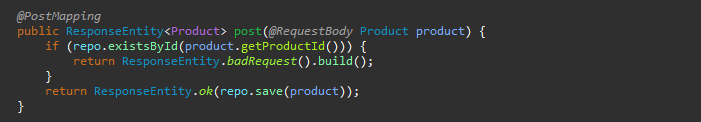 @PostMapping
public ResponseEntity<Product> post(@RequestBody Product product) {
    if (repo.existsById(product.getProductId())) {
        return ResponseEntity.badRequest().build();
    }
    return ResponseEntity.ok(repo.save(product));
}